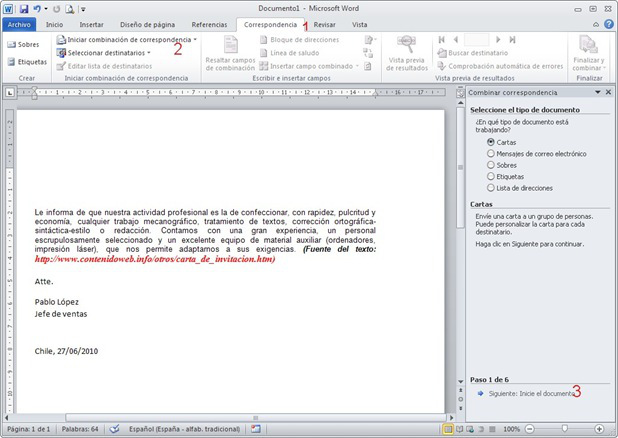 Documento1 - Microsoft Word
Archivo Inicio Insertar Diseño de página Referencias Correspondencia 1 Revisar Vista
Sobres
Etiquetas
Crear
Iniciar combinación de correspondencia
2
Seleccionar destinatarios
Editar lista de destinatarios
Iniciar combinación de correspondencia
Resaltar campos
de combinación
Bloque de direcciones
Línea de saludo
Insertar campo combinado
Escribir e insertar campos
Vista previa
de resultados
Buscar destinatario
Comprobación automática de errores
Vista previa de resultados
Finalizar y
combinar
Finalizar
Le informa de que nuestra actividad profesional es la de confeccionar, con rapidez, pulcritud y
economía, cualquier trabajo mecanográfico, tratamiento de textos, corrección ortográfica-
sintáctica-estilo o redacción. Contamos con una gran experiencia, un personal
escrupulosamente seleccionado y un excelente equipo de material auxiliar (ordenadores,
impresión láser), que nos permite adaptarnos a sus exigencias. (Fuente del texto:
http://www.contenidoweb.info/otros/carta_de_invitacion.htm)
Atte.
Pablo López
Jefe de ventas
Chile, 27/06/2010
Combinar correspondencia
Seleccione el tipo de documento
¿En qué tipo de documento está
trabajando?
Cartas
Mensajes de correo electrónico
Sobres
Etiquetas
Lista de direcciones
Cartas
Envíe una carta a un grupo de personas.
Puede personalizar la carta para cada
destinatario.
Haga clic en Siguiente para continuar.
Paso 1 de 6
Siguiente: Inicie el documento 3
Página: 1 de 1 Palabras: 64 Español (España - alfab. tradicional) 100%